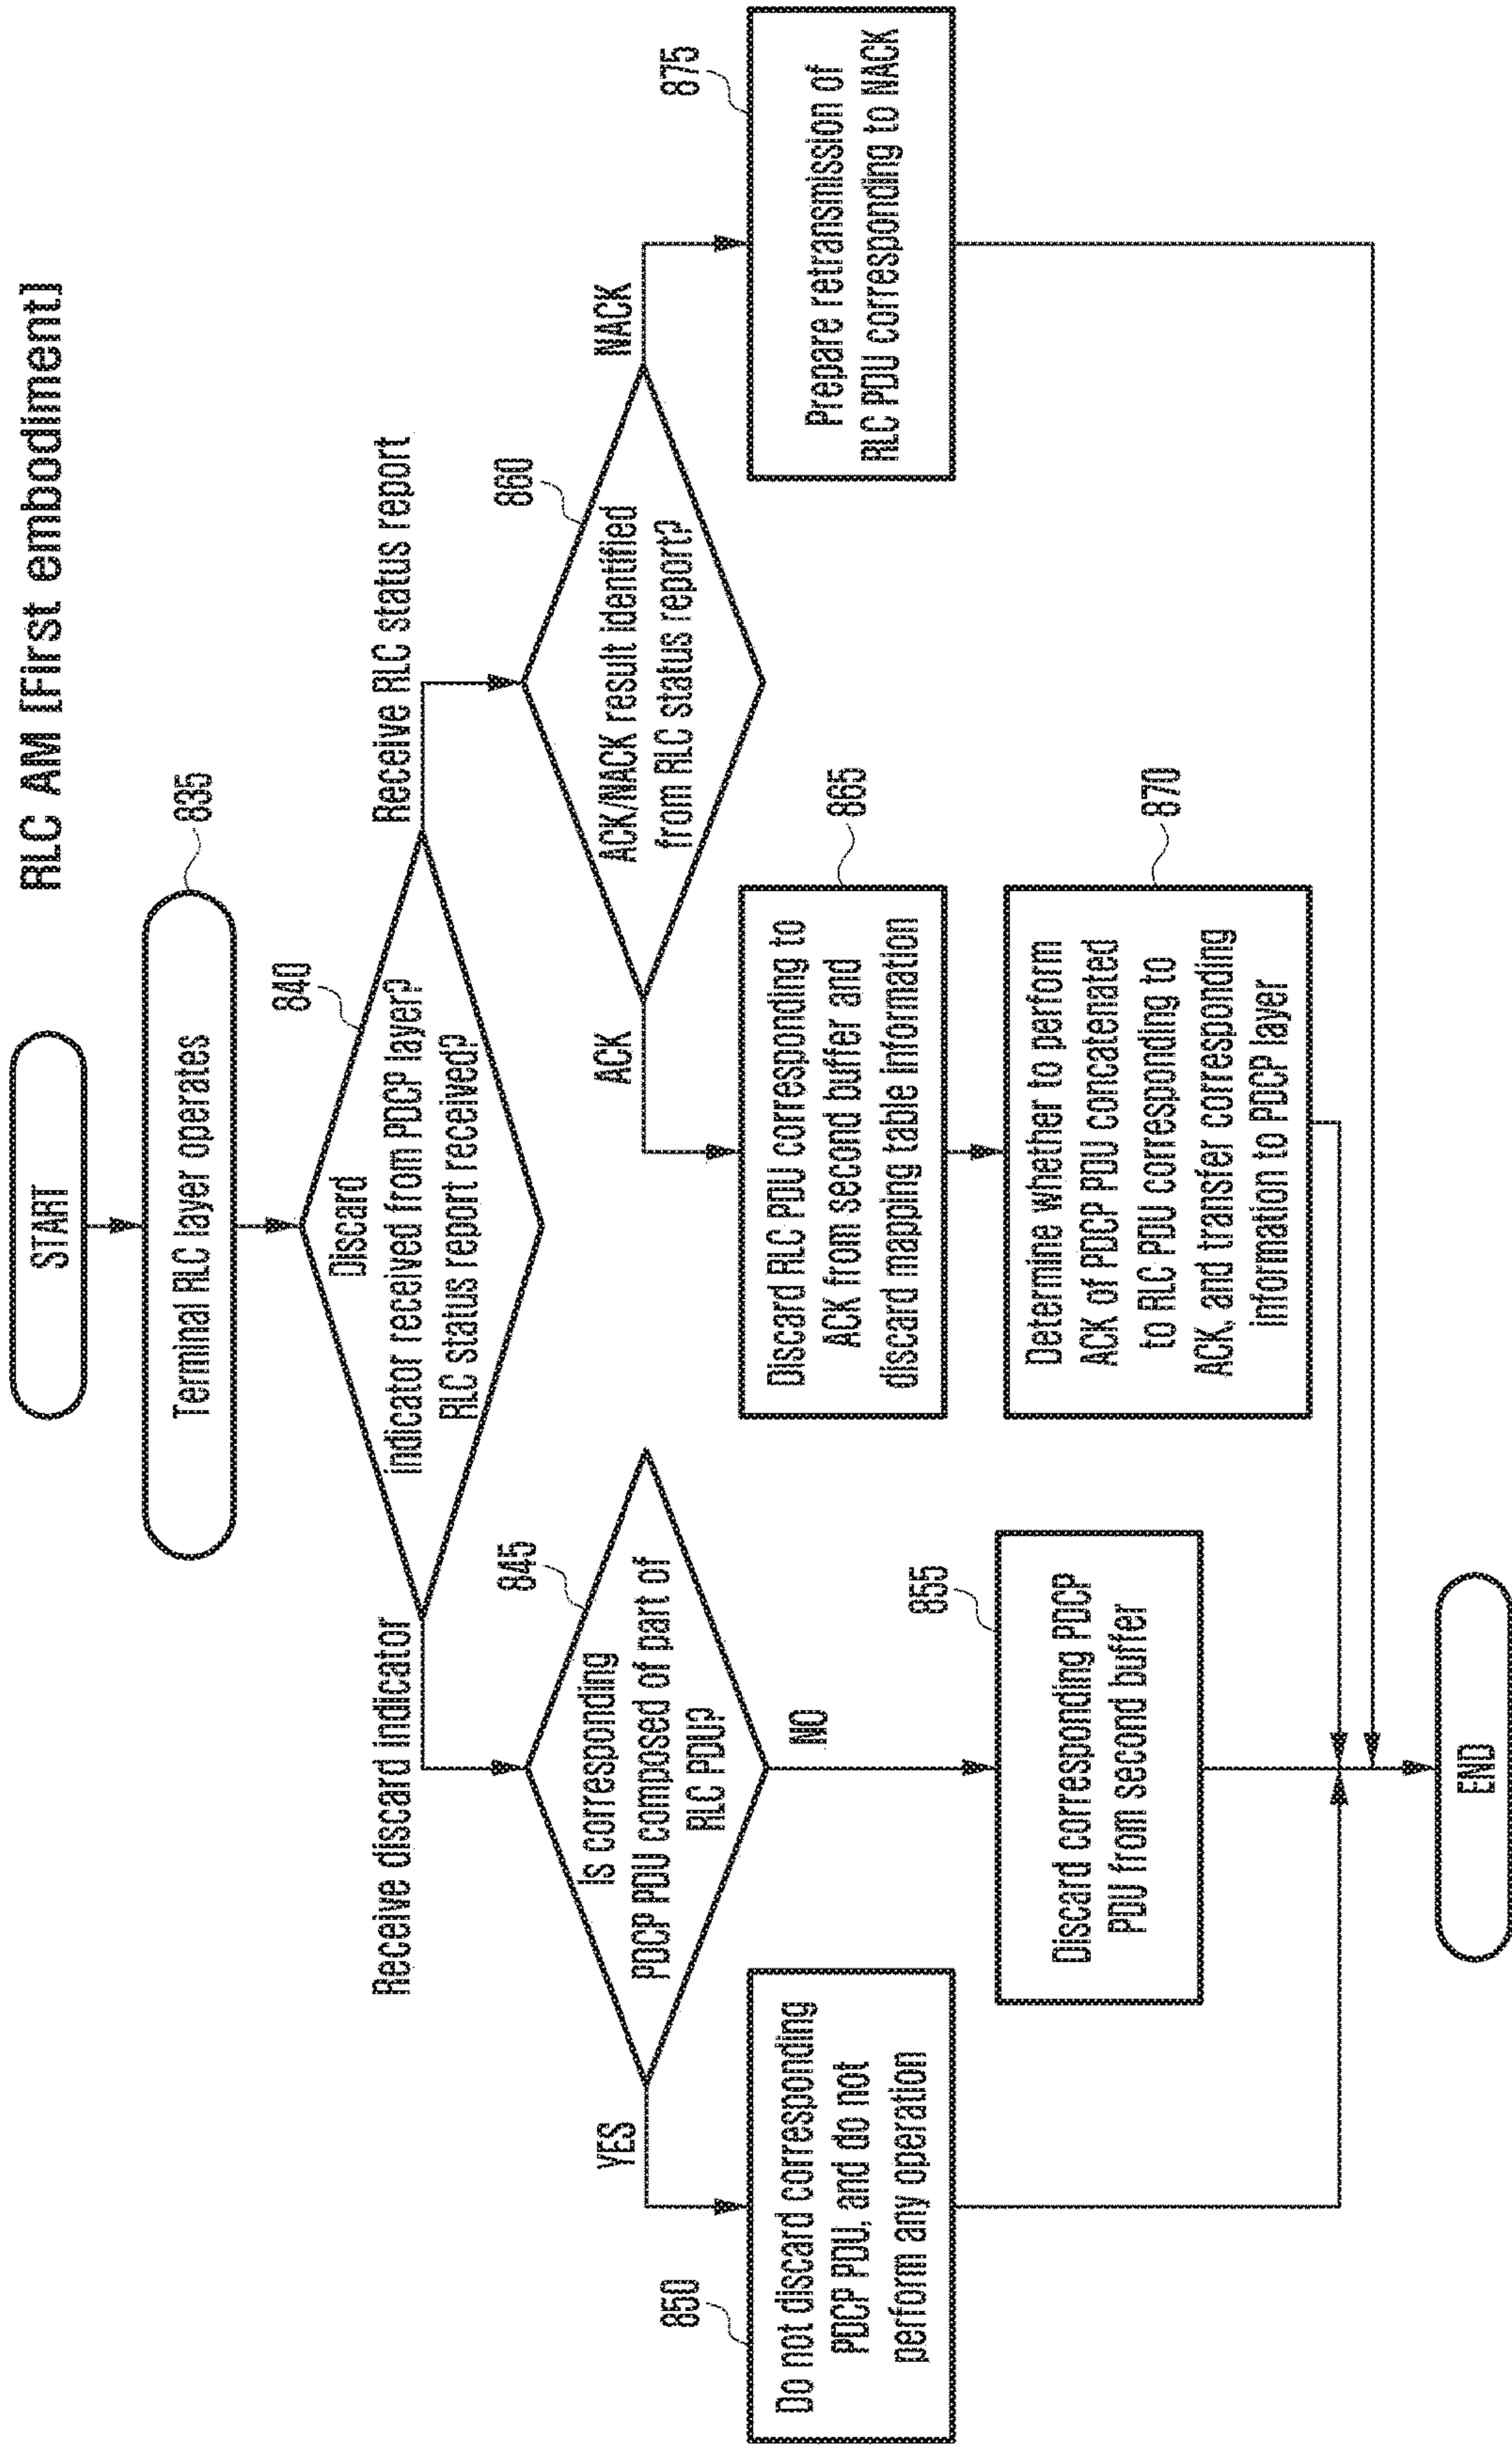 RLC AM [First embodiment]
START
Terminal RLC layer operates
835
840
Discard
indicator received from PDCP layer?
RLC status report received?
Receive discard indicator
Receive RLC status report
845
Is corresponding
PDCP PDU composed of part of
RLC PDU?
YES
NO
860
ACK/NACK result identified
from RLC status report?
ACK
NACK
850
Do not discard corresponding
PDCP PDU, and do not
perform any operation
855
Discard corresponding PDCP
PDU from second buffer
865
Discard RLC PDU corresponding to
ACK from second buffer and
discard mapping table information
870
Determine whether to perform
ACK of PDCP PDU concatenated
to RLC PDU corresponding to
ACK, and transfer corresponding
information to PDCP layer
875
Prepare retransmission of
RLC PDU corresponding to NACK
END